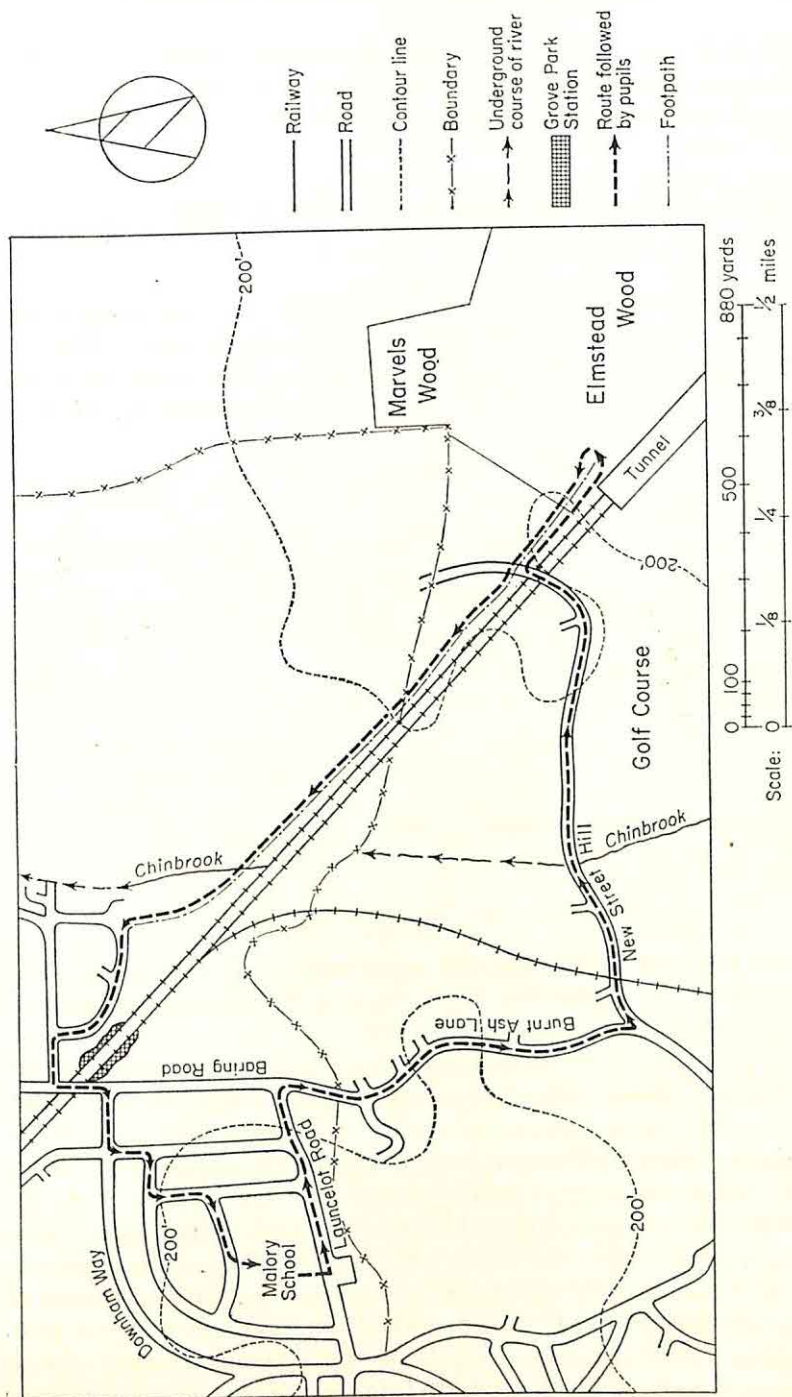 Railway
Road
Contour line
Boundary
Underground
course of river
Grove Park
Station
Route followed
by pupils
Footpath
200'
Marvels
Wood
Elmstead
Wood
Tunnel
200'
Golf Course
Chinbrook
Chinbrook
New Street Hill
Burnt Ash Lane
Baring Road
Launcelot Road
Malory
School
Downham Way
200'
200'
Scale:
0 100 500 880 yards
0 1/8 1/4 3/8 1/2 miles